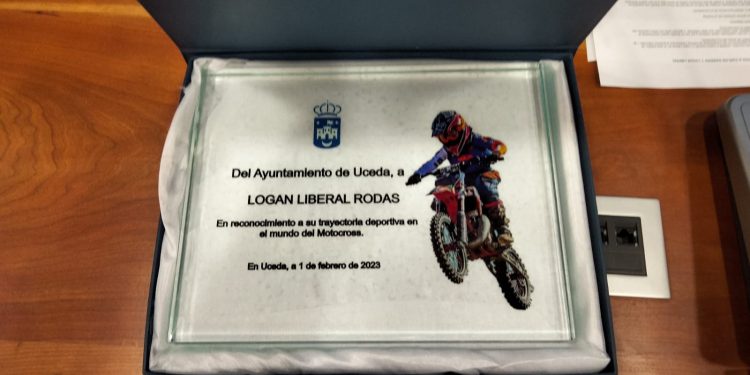 Del Ayuntamiento de Uceda, a
LOGAN LIBERAL RODAS
En reconocimiento a su trayectoria deportiva en
el mundo del Motocross.
En Uceda, a 1 de febrero de 2023